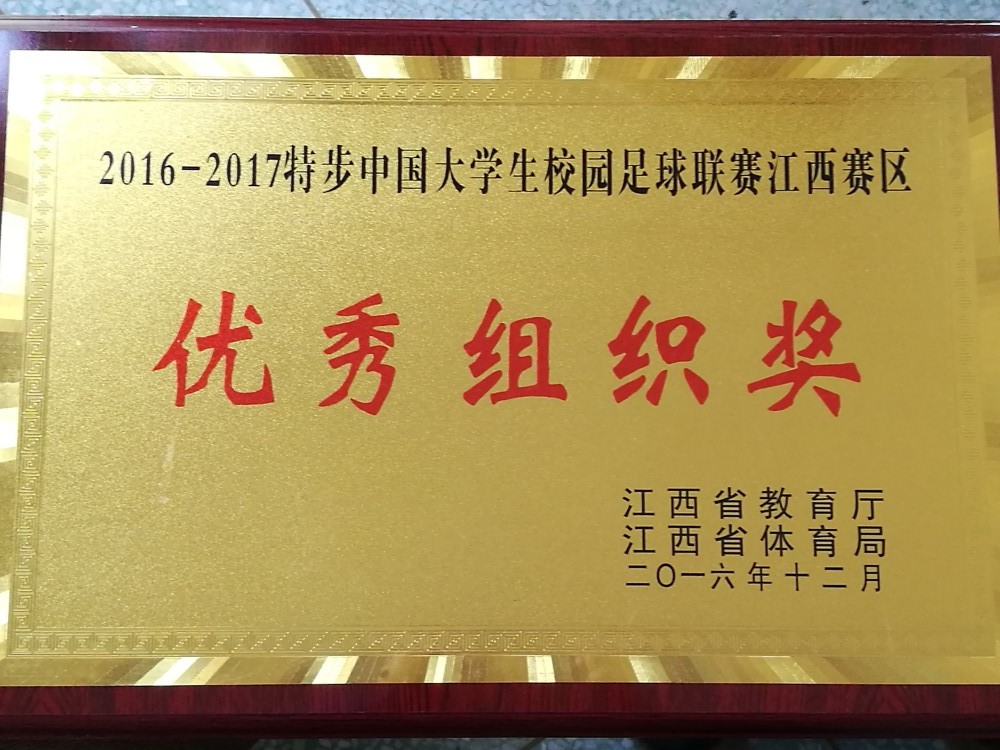 2016-2017特步中国大学生校园足球联赛江西赛区
优秀组织奖
江西省教育厅
江西省体育局
二〇一六年十二月